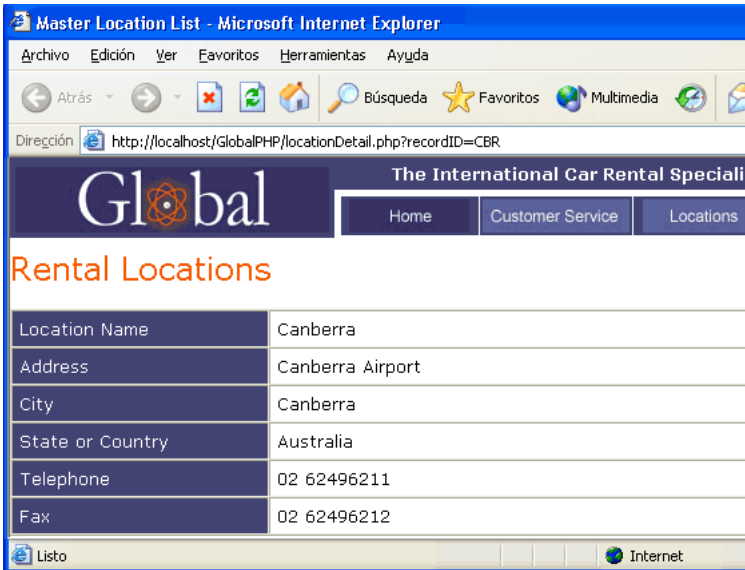 Master Location List - Microsoft Internet Explorer
Archivo Edición Ver Favoritos Herramientas Ayuda
Atrás Búsqueda Favoritos Multimedia
Dirección http://localhost/GlobalPHP/locationDetail.php?recordID=CBR
Global
The International Car Rental Speciali
Home Customer Service Locations
Rental Locations
Location Name Canberra
Address Canberra Airport
City Canberra
State or Country Australia
Telephone 02 62496211
Fax 02 62496212
Listo Internet